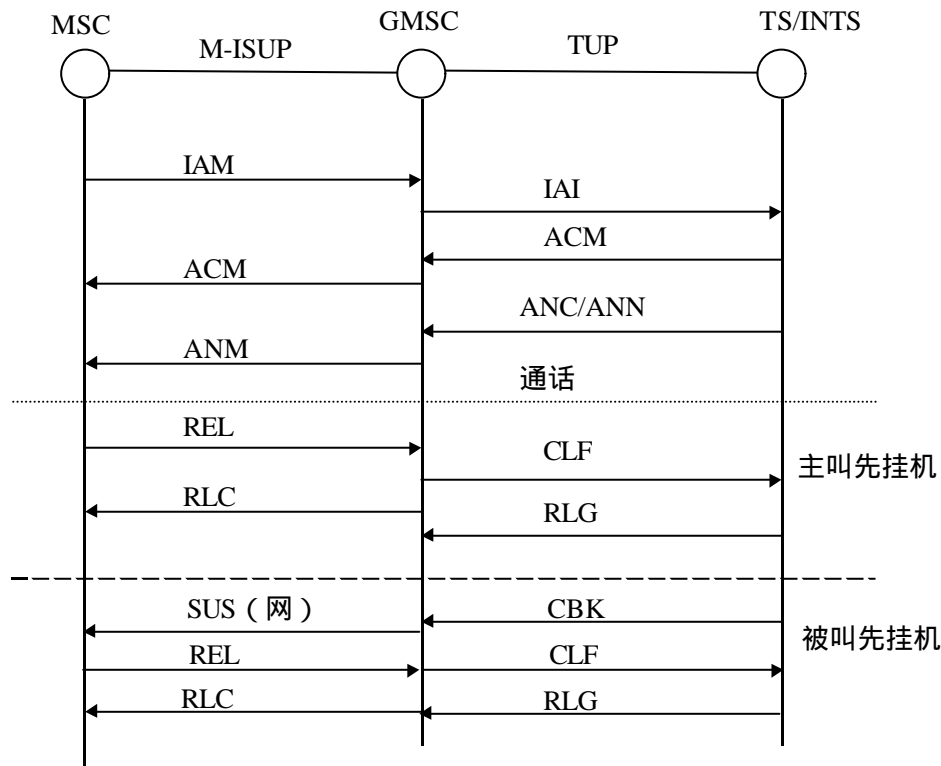 MSC
GMSC
TS/INTS
M-ISUP
TUP
IAM
IAI
ACM
ACM
ANC/ANN
ANM
通话
REL
CLF
主叫先挂机
RLC
RLG
SUS（网）
CBK
被叫先挂机
REL
CLF
RLC
RLG